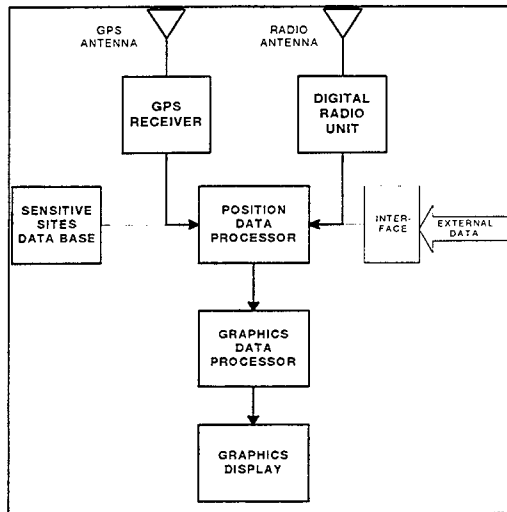 GPS
ANTENNA
RADIO
ANTENNA
GPS
RECEIVER
DIGITAL
RADIO
UNIT
SENSITIVE
SITES
DATA BASE
POSITION
DATA
PROCESSOR
INTER-
FACE
EXTERNAL
DATA
GRAPHICS
DATA
PROCESSOR
GRAPHICS
DISPLAY